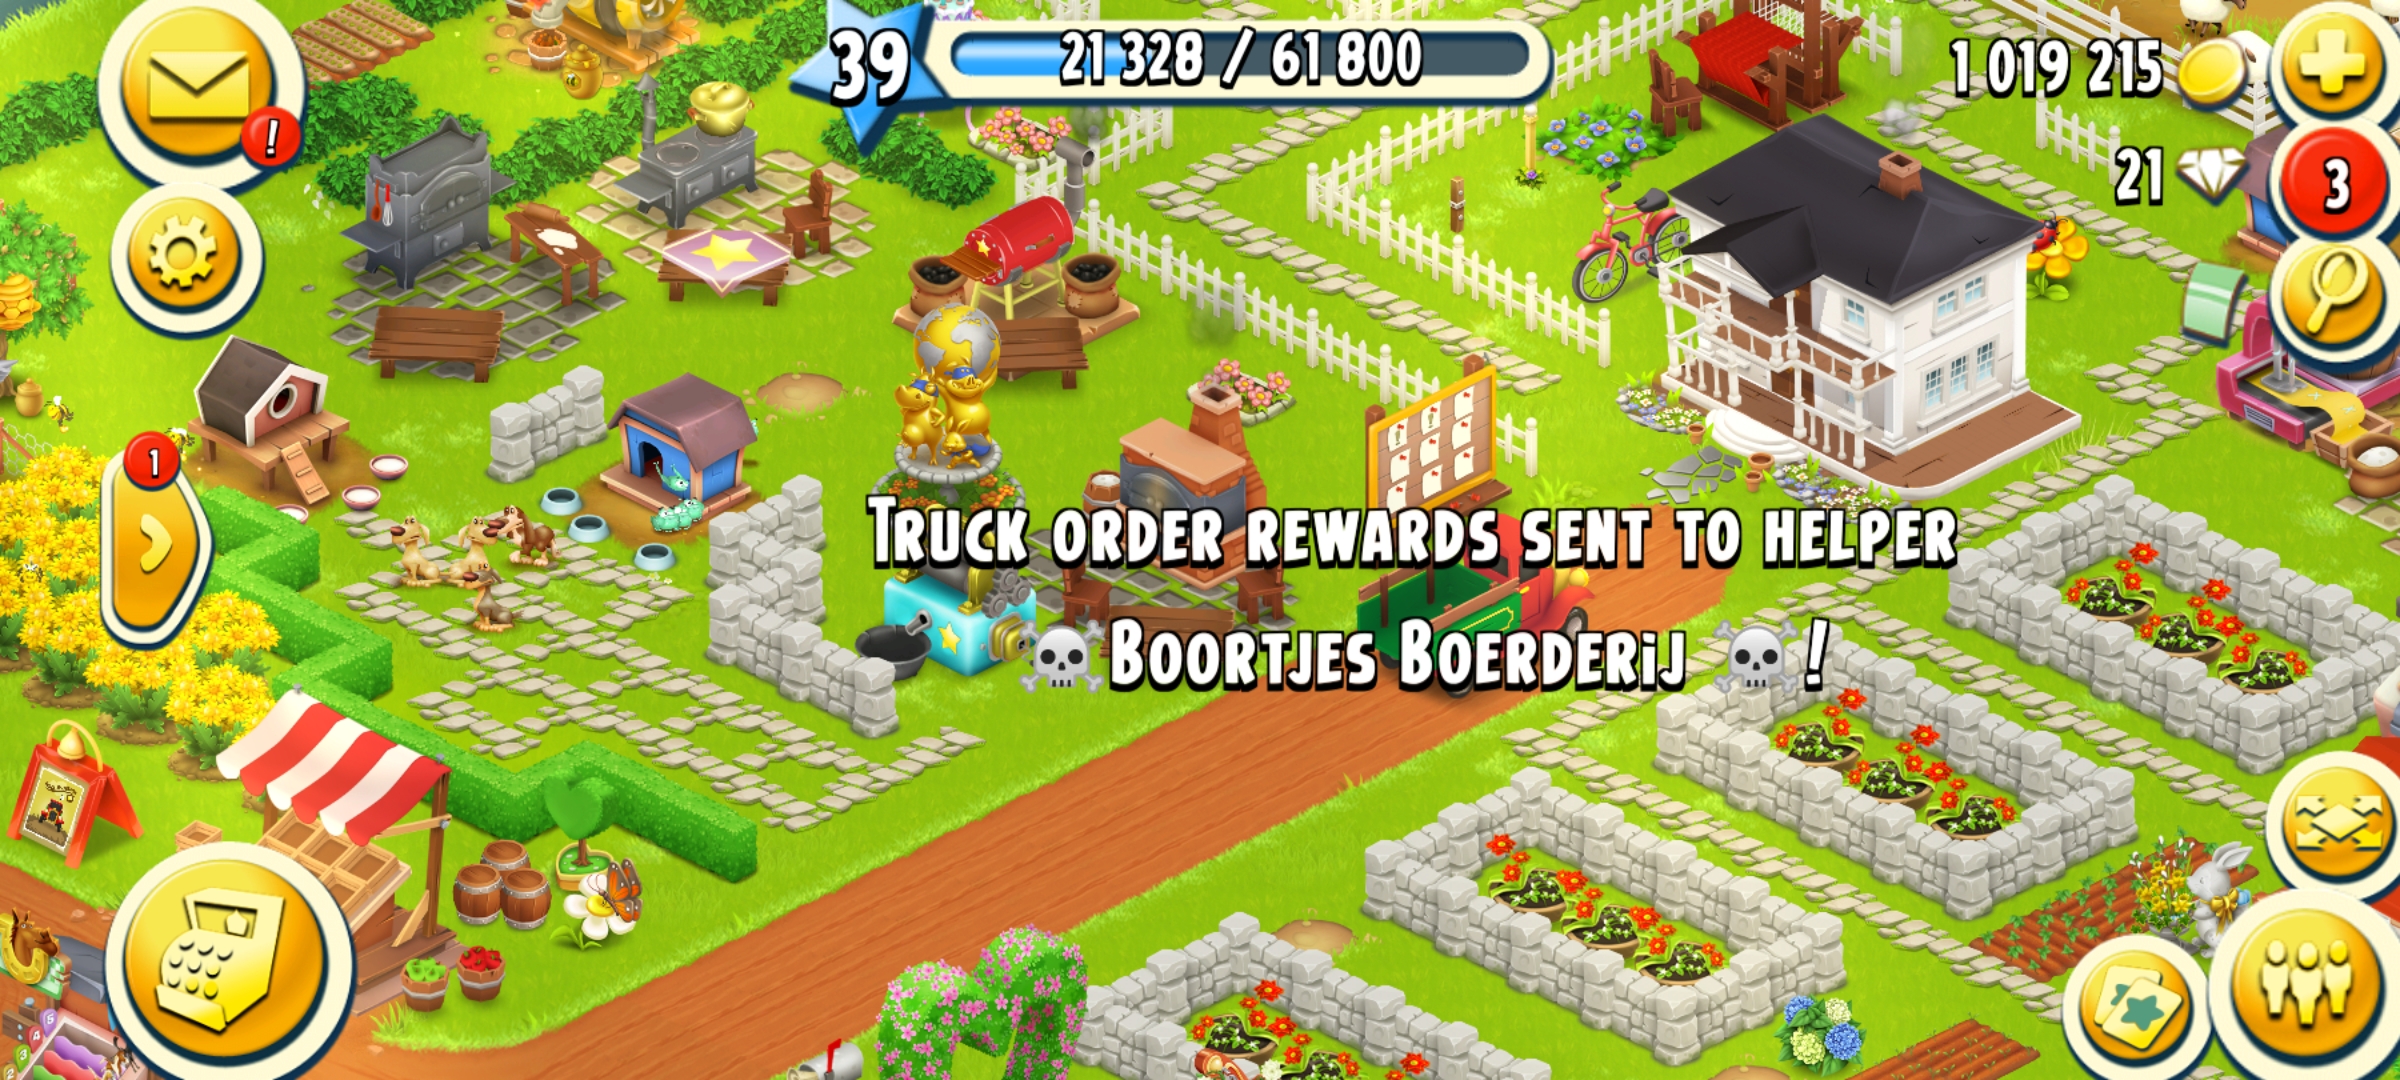 39
21 328 / 61 800
1 019 215
21
3
!
1
TRUCK ORDER REWARDS SENT TO HELPER
☠️BOORTJES BOERDERIJ ☠️!